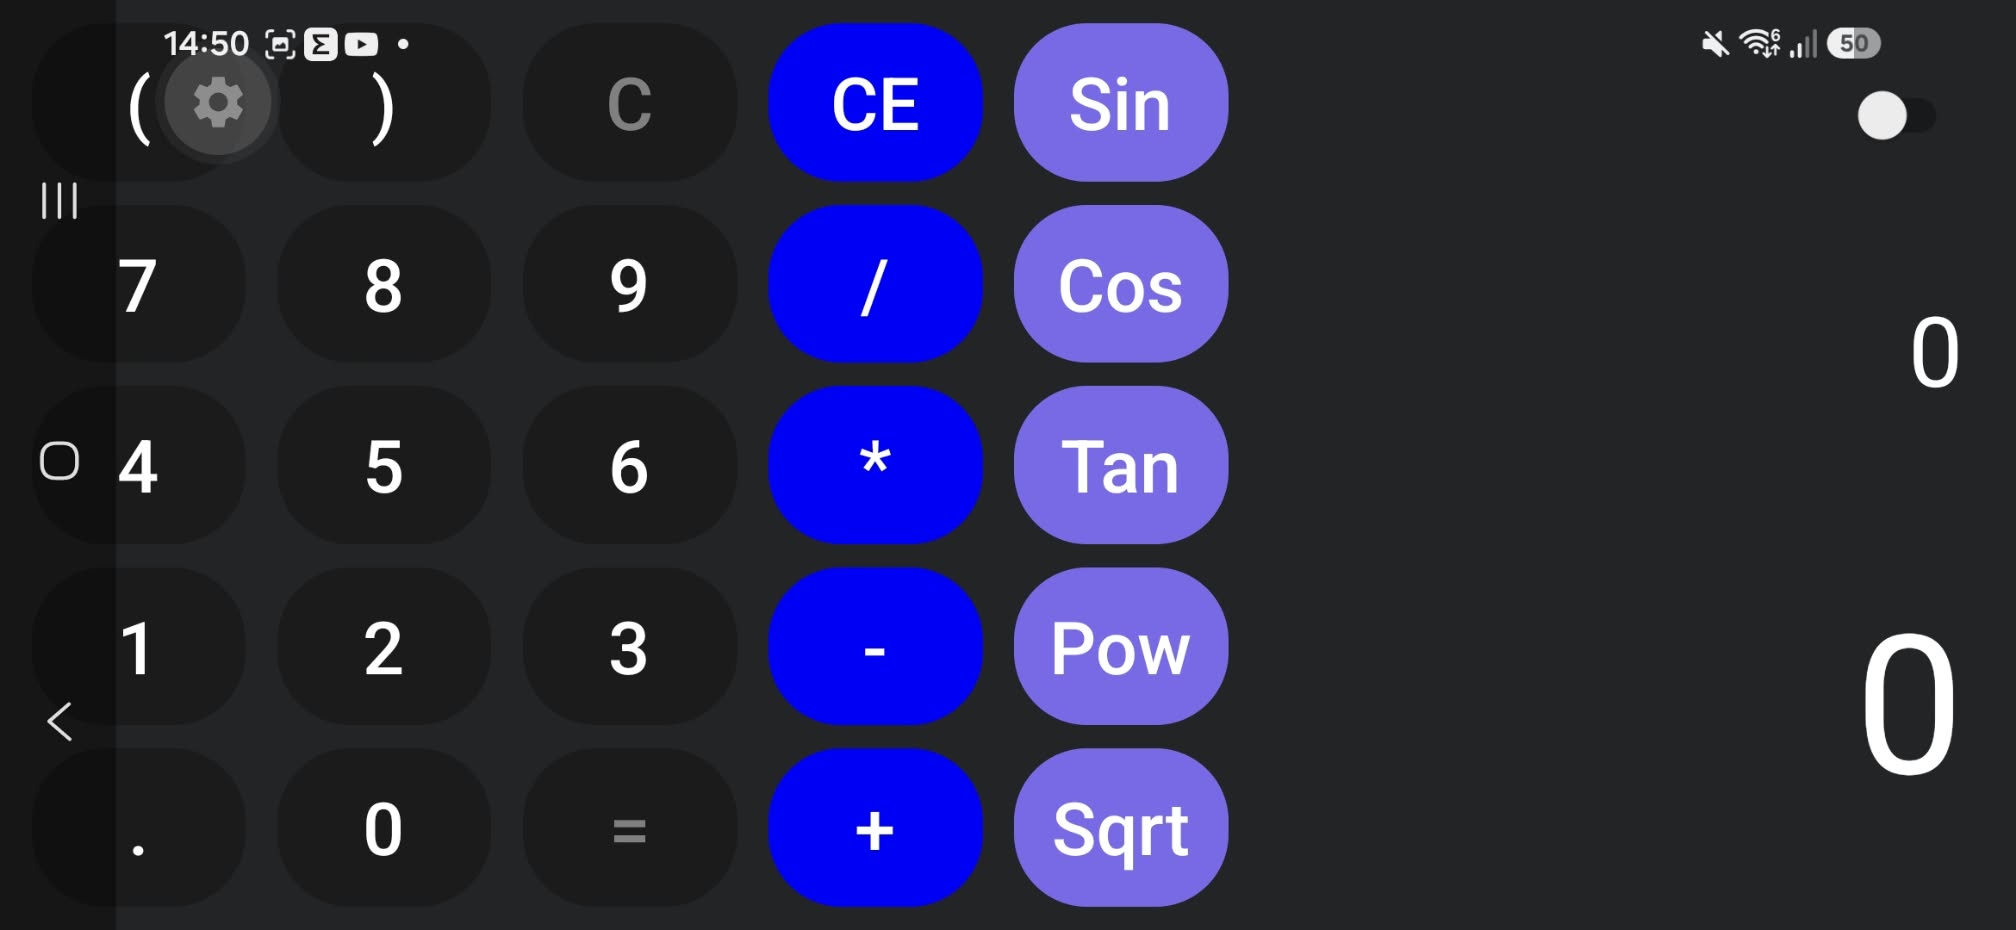 14:50 Σ 6 50
( ) C CE Sin
7 8 9 / Cos
0
4 5 6 * Tan
1 2 3 - Pow
0
. 0 = + Sqrt